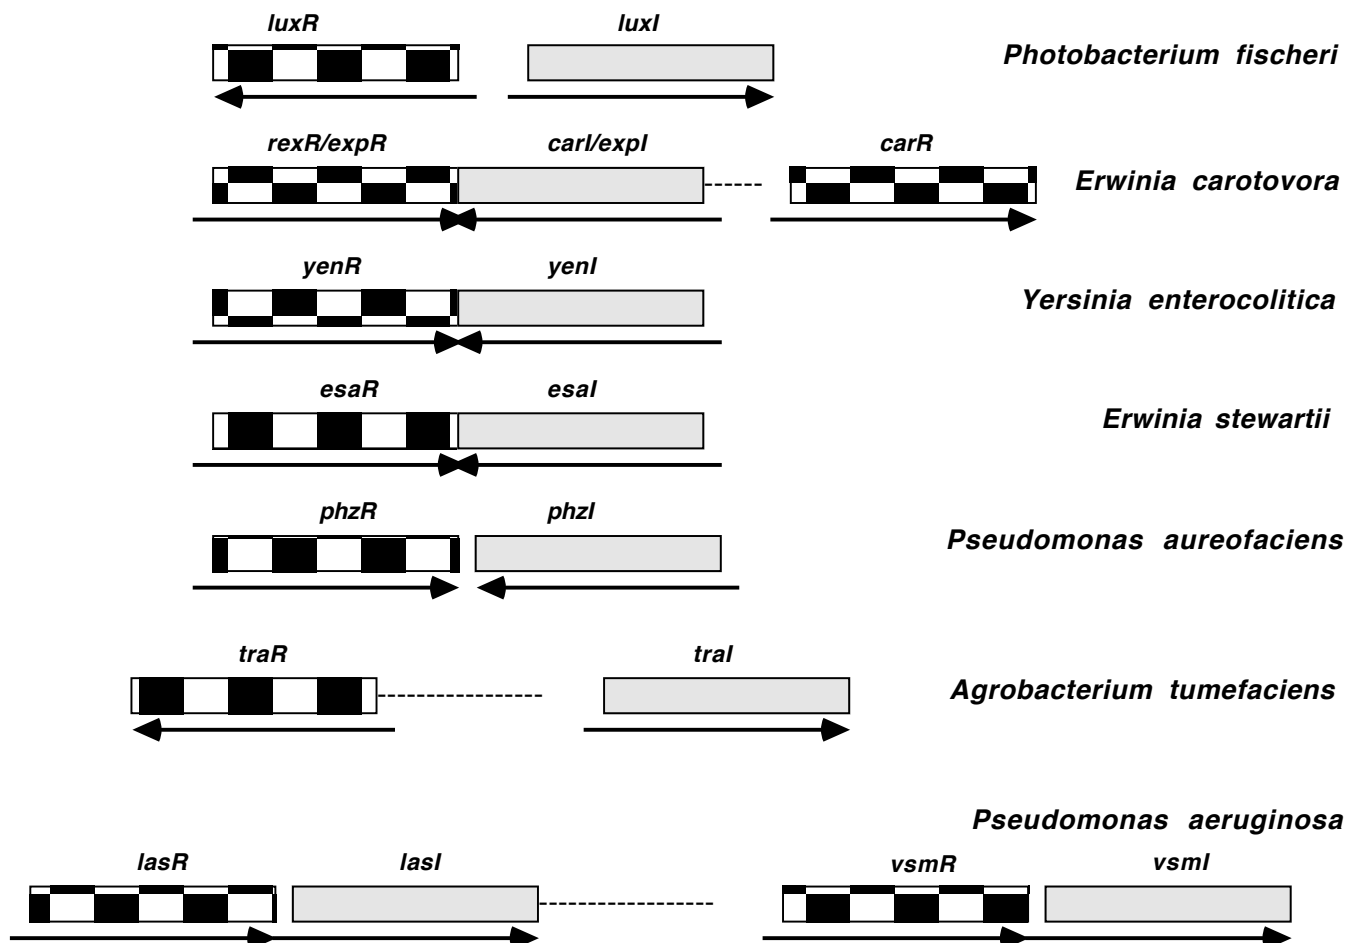 luxR luxI
Photobacterium fischeri
rexR/expR carI/expI carR
Erwinia carotovora
yenR yenI
Yersinia enterocolitica
esaR esaI
Erwinia stewartii
phzR phzI
Pseudomonas aureofaciens
traR traI
Agrobacterium tumefaciens
Pseudomonas aeruginosa
lasR lasI vsmR vsmI